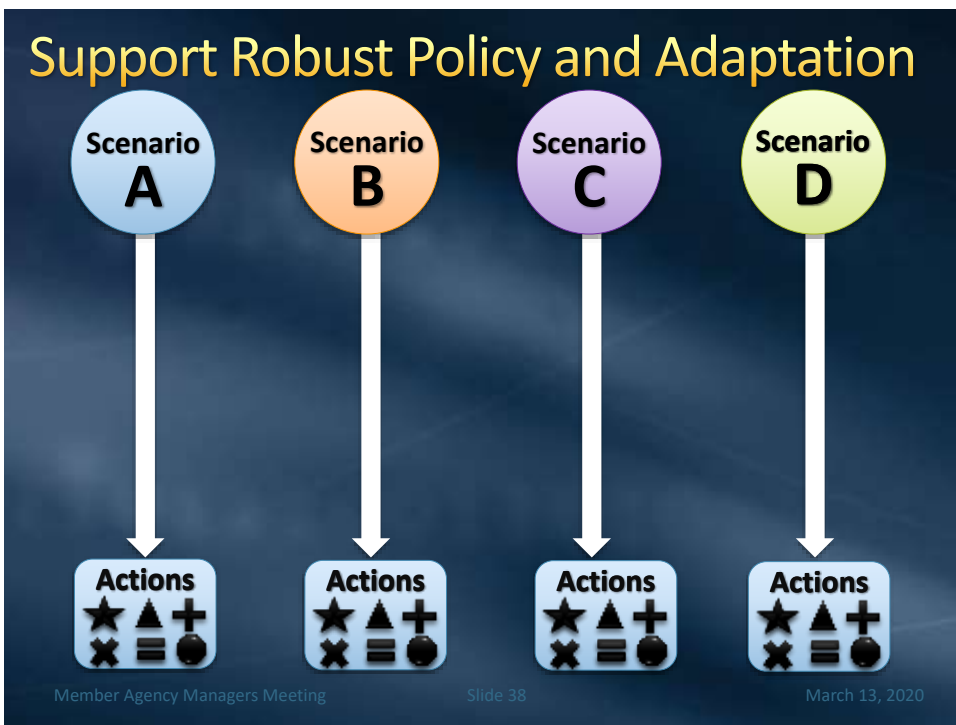 Support Robust Policy and Adaptation
Scenario
A
Scenario
B
Scenario
C
Scenario
D
Actions
Actions
Actions
Actions
Member Agency Managers Meeting
Slide 38
March 13, 2020